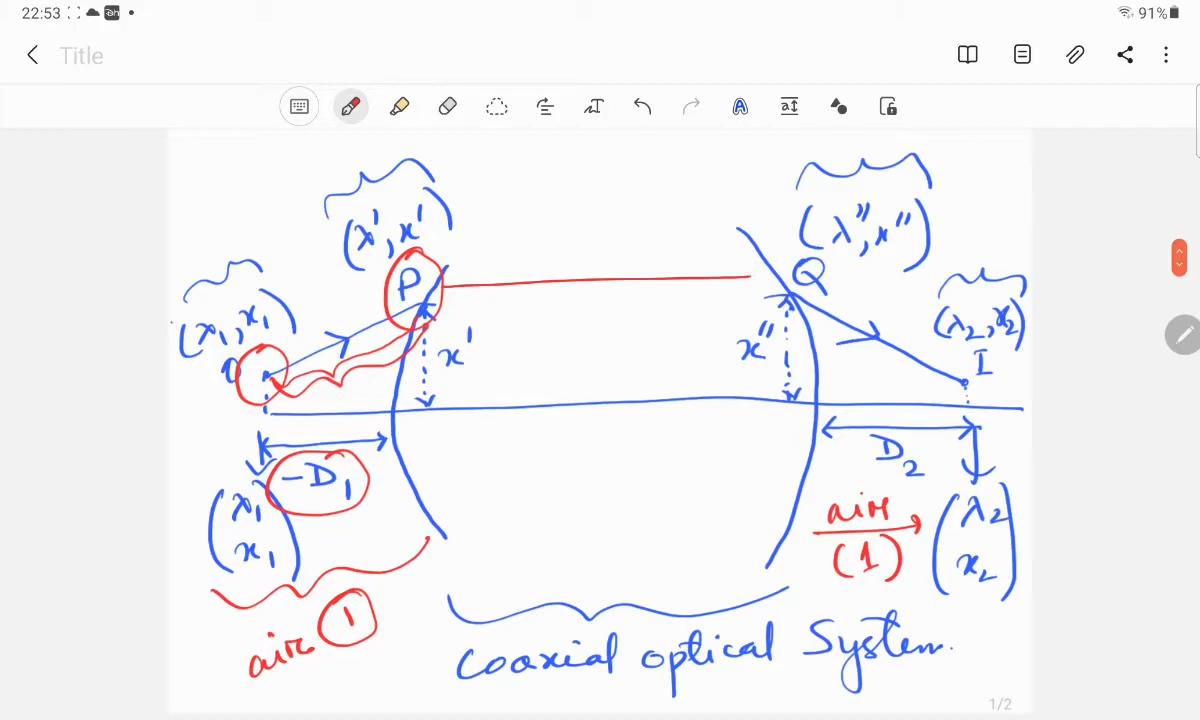 22:53
91%
Title
(λ', x')
(λ'', x'')
P
Q
(λ₁, x₁)
(λ₂, x₂)
x'
x''
I
-D₁
D₂
λ₁
x₁
air
(1)
λ₂
x₂
air 1
Coaxial optical System.
1/2